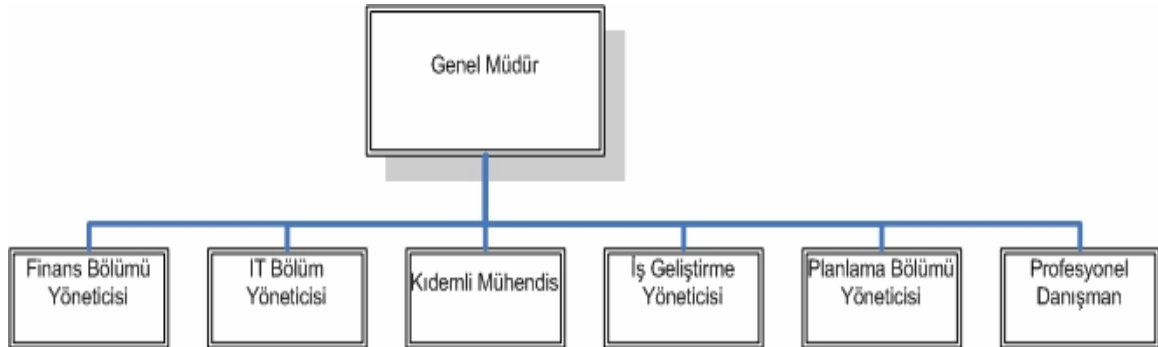 Genel Müdür
Finans Bölümü
Yöneticisi
IT Bölüm
Yöneticisi
Kıdemli Mühendis
İş Geliştirme
Yöneticisi
Planlama Bölümü
Yöneticisi
Profesyonel
Danışman